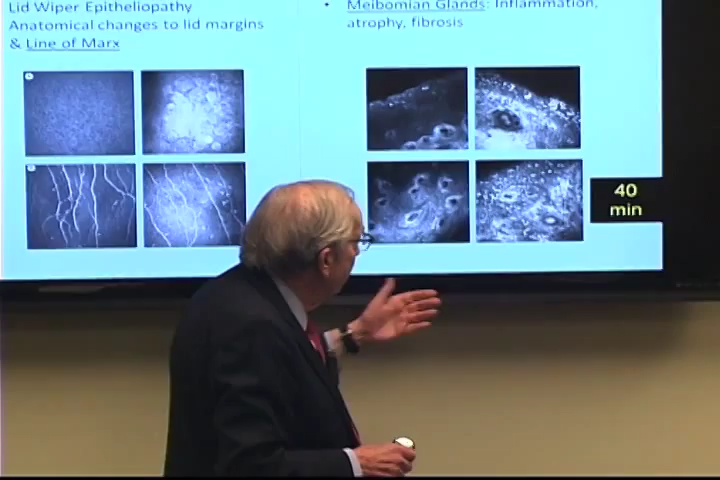 Lid Wiper Epitheliopathy
Anatomical changes to lid margins
& Line of Marx
• Meibomian Glands: Inflammation,
atrophy, fibrosis
40
min